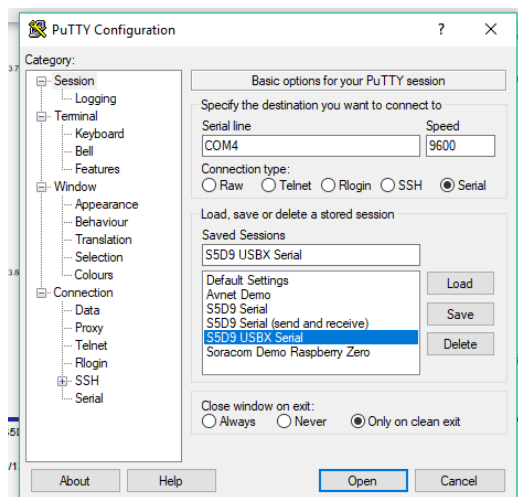 PuTTY Configuration ? ×
Category:
Session
Logging
Terminal
Keyboard
Bell
Features
Window
Appearance
Behaviour
Translation
Selection
Colours
Connection
Data
Proxy
Telnet
Rlogin
SSH
Serial
Basic options for your PuTTY session
Specify the destination you want to connect to
Serial line Speed
COM4 9600
Connection type:
Raw Telnet Rlogin SSH Serial
Load, save or delete a stored session
Saved Sessions
S5D9 USBX Serial
Default Settings
Avnet Demo
S5D9 Serial
S5D9 Serial (send and receive)
S5D9 USBX Serial
Soracom Demo Raspberry Zero
Load
Save
Delete
Close window on exit:
Always Never Only on clean exit
About Help Open Cancel
3.7
3.8